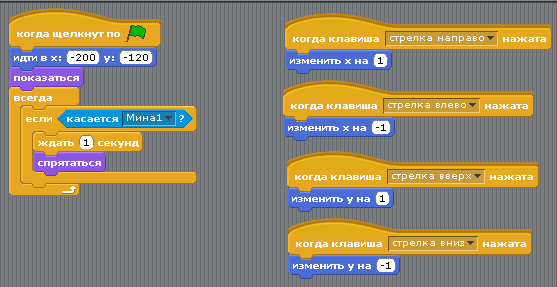 когда щелкнут по
идти в x: -200 y: -120
показаться
всегда
если касается Мина1 ?
ждать 1 секунд
спрятаться
когда клавиша стрелка направо нажата
изменить x на 1
когда клавиша стрелка влево нажата
изменить x на -1
когда клавиша стрелка вверх нажата
изменить y на 1
когда клавиша стрелка вниз нажата
изменить y на -1